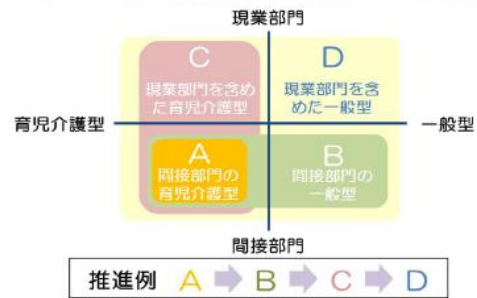 現業部門
C
D
現業部門を含め
た育児介護型
現業部門を含
めた一般型
育児介護型
一般型
A
B
間接部門の
育児介護型
間接部門の
一般型
間接部門
推進例 A ➡ B ➡ C ➡ D